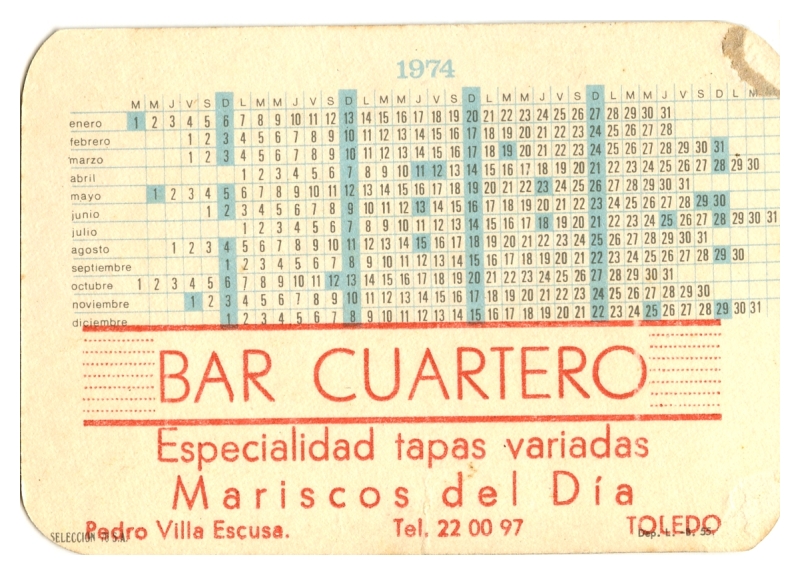 1974
M M J V S D L M M J V S D L M M J V S D L M M J V S D L M M J V S D L M
enero 1 2 3 4 5 6 7 8 9 10 11 12 13 14 15 16 17 18 19 20 21 22 23 24 25 26 27 28 29 30 31
febrero 1 2 3 4 5 6 7 8 9 10 11 12 13 14 15 16 17 18 19 20 21 22 23 24 25 26 27 28
marzo 1 2 3 4 5 6 7 8 9 10 11 12 13 14 15 16 17 18 19 20 21 22 23 24 25 26 27 28 29 30 31
abril 1 2 3 4 5 6 7 8 9 10 11 12 13 14 15 16 17 18 19 20 21 22 23 24 25 26 27 28 29 30
mayo 1 2 3 4 5 6 7 8 9 10 11 12 13 14 15 16 17 18 19 20 21 22 23 24 25 26 27 28 29 30 31
junio 1 2 3 4 5 6 7 8 9 10 11 12 13 14 15 16 17 18 19 20 21 22 23 24 25 26 27 28 29 30
julio 1 2 3 4 5 6 7 8 9 10 11 12 13 14 15 16 17 18 19 20 21 22 23 24 25 26 27 28 29 30 31
agosto 1 2 3 4 5 6 7 8 9 10 11 12 13 14 15 16 17 18 19 20 21 22 23 24 25 26 27 28 29 30 31
septiembre 1 2 3 4 5 6 7 8 9 10 11 12 13 14 15 16 17 18 19 20 21 22 23 24 25 26 27 28 29 30
octubre 1 2 3 4 5 6 7 8 9 10 11 12 13 14 15 16 17 18 19 20 21 22 23 24 25 26 27 28 29 30 31
noviembre 1 2 3 4 5 6 7 8 9 10 11 12 13 14 15 16 17 18 19 20 21 22 23 24 25 26 27 28 29 30
diciembre 1 2 3 4 5 6 7 8 9 10 11 12 13 14 15 16 17 18 19 20 21 22 23 24 25 26 27 28 29 30 31
BAR CUARTERO
Especialidad tapas variadas
Mariscos del Día
Pedro Villa Escusa. Tel. 22 00 97 TOLEDO
SELECCION